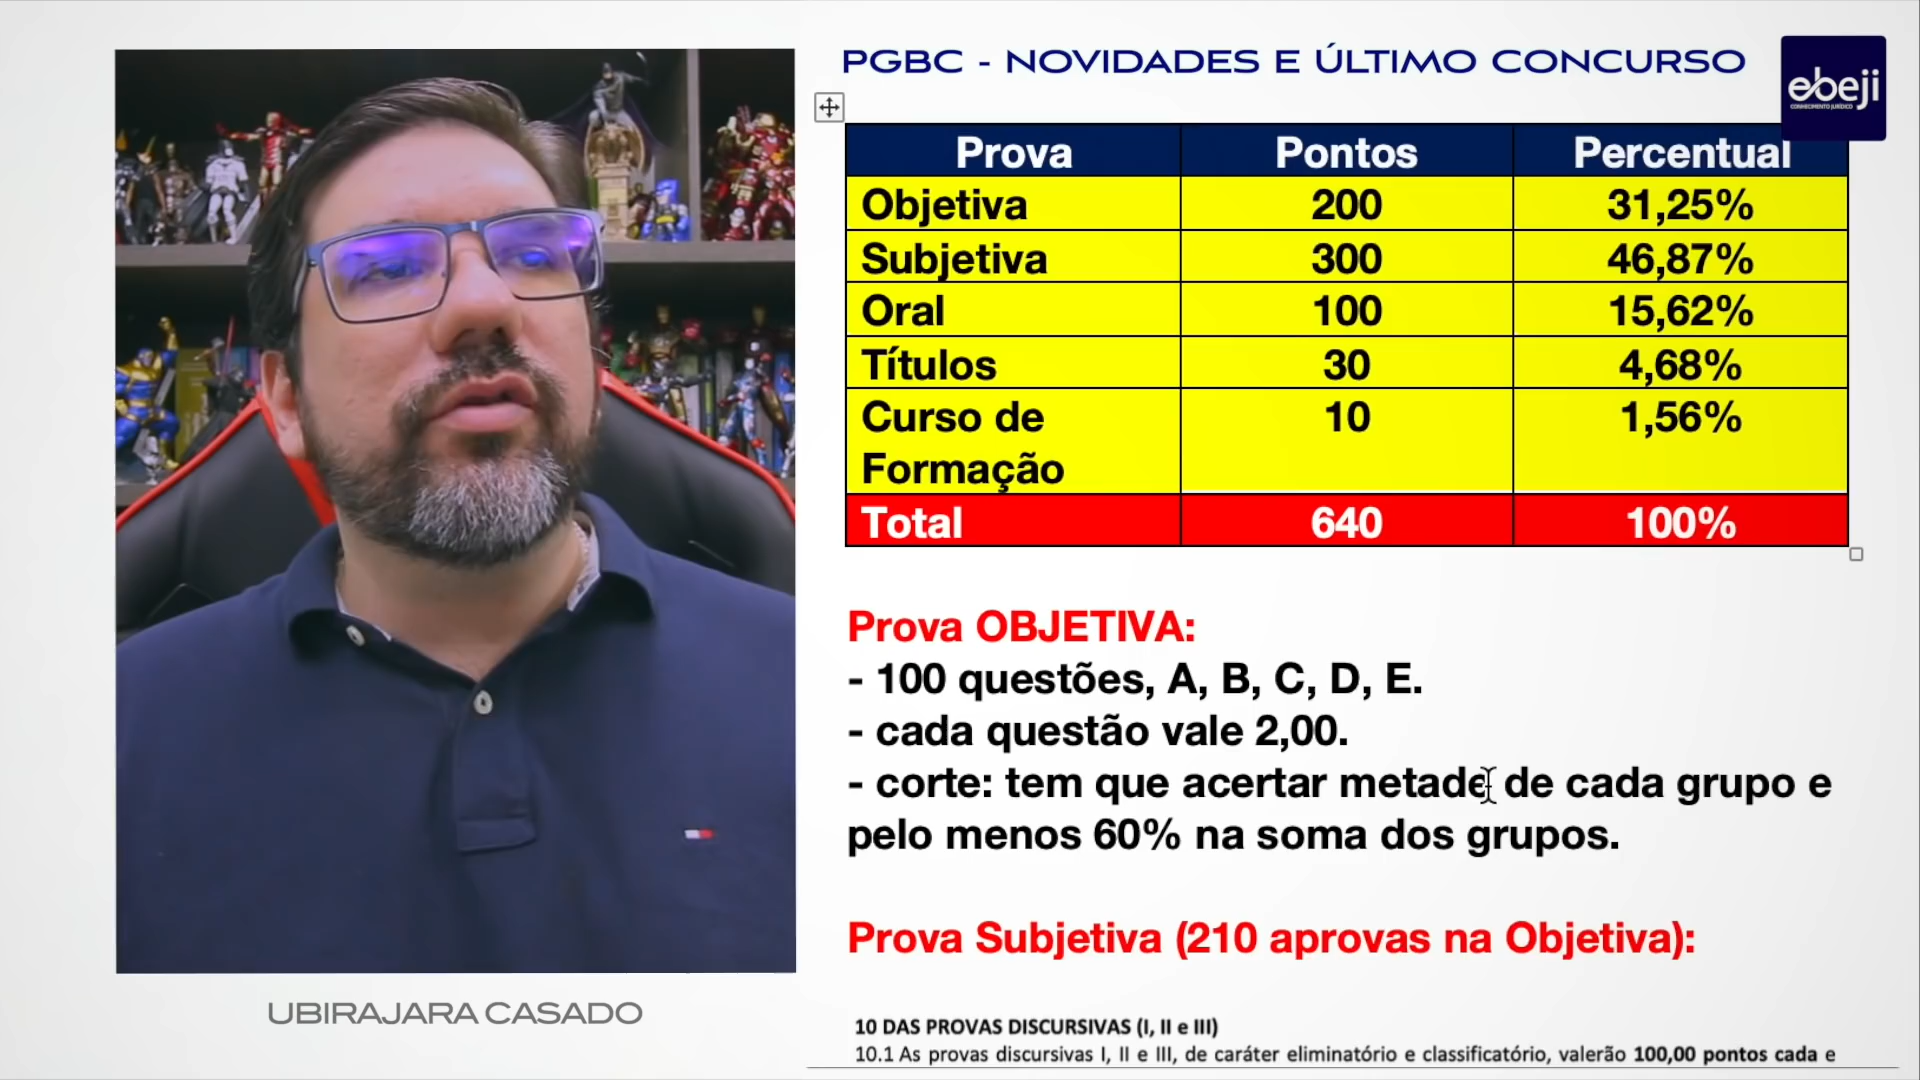 PGBC - NOVIDADES E ÚLTIMO CONCURSO
ebeji
CONHECIMENTO JURÍDICO
Prova Pontos Percentual
Objetiva 200 31,25%
Subjetiva 300 46,87%
Oral 100 15,62%
Títulos 30 4,68%
Curso de Formação 10 1,56%
Total 640 100%
Prova OBJETIVA:
- 100 questões, A, B, C, D, E.
- cada questão vale 2,00.
- corte: tem que acertar metade de cada grupo e
pelo menos 60% na soma dos grupos.
Prova Subjetiva (210 aprovas na Objetiva):
10 DAS PROVAS DISCURSIVAS (I, II e III)
10.1 As provas discursivas I, II e III, de caráter eliminatório e classificatório, valerão 100,00 pontos cada e
UBIRAJARA CASADO